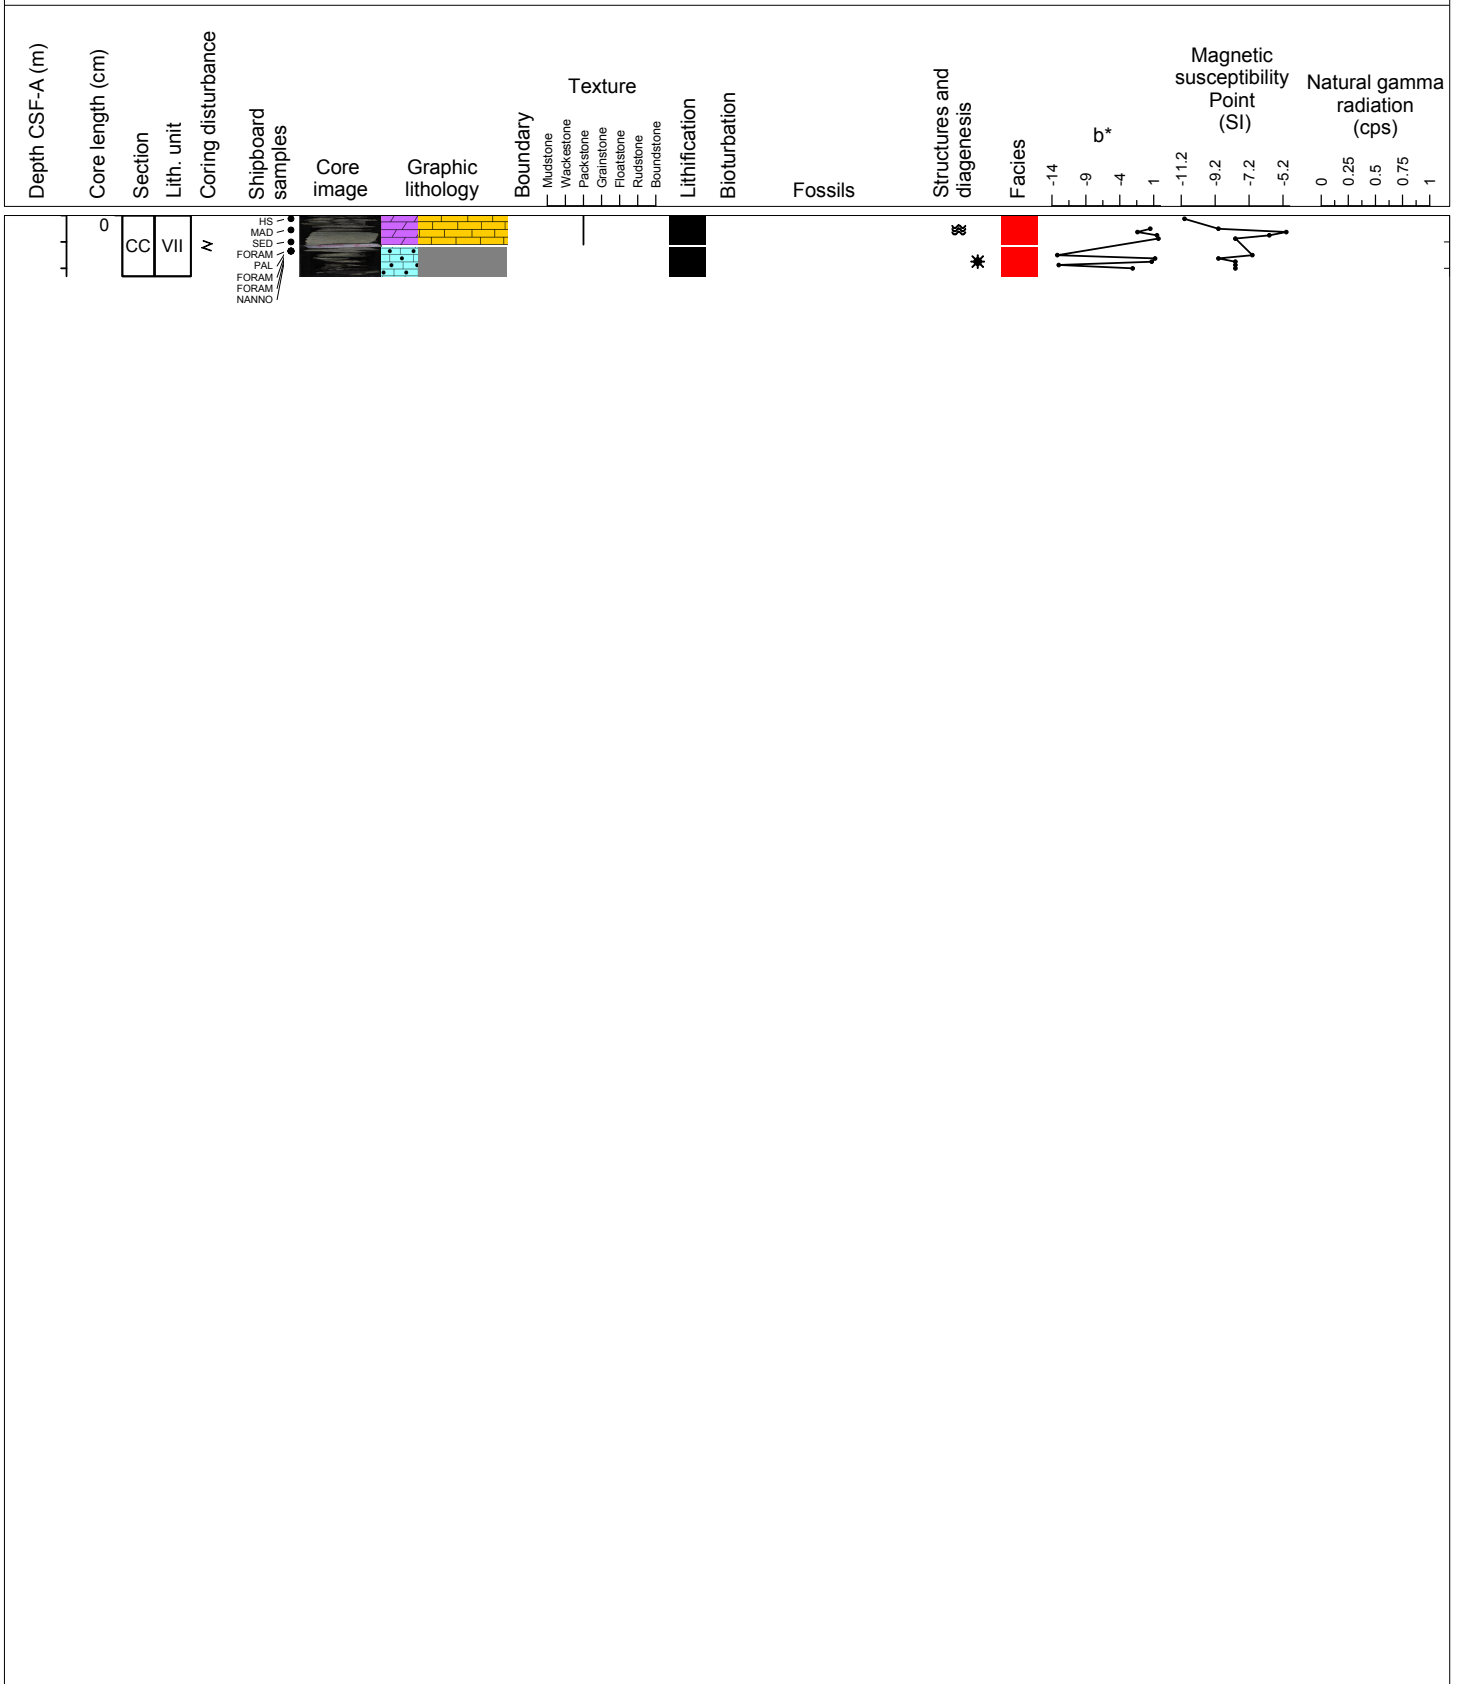 Depth CSF-A (m)
Core length (cm)
Section
Lith. unit
Coring disturbance
Shipboard
samples
Core
image
Graphic
lithology
Boundary
Texture
Mudstone
Wackestone
Packstone
Grainstone
Floatstone
Rudstone
Boundstone
Lithification
Bioturbation
Fossils
Structures and
diagenesis
Facies
b*
-14
-9
-4
1
Magnetic
susceptibility
Point
(SI)
-11.2
-9.2
-7.2
-5.2
Natural gamma
radiation
(cps)
0
0.25
0.5
0.75
1
0
CC
VII
HS
MAD
SED
FORAM
PAL
FORAM
FORAM
NANNO